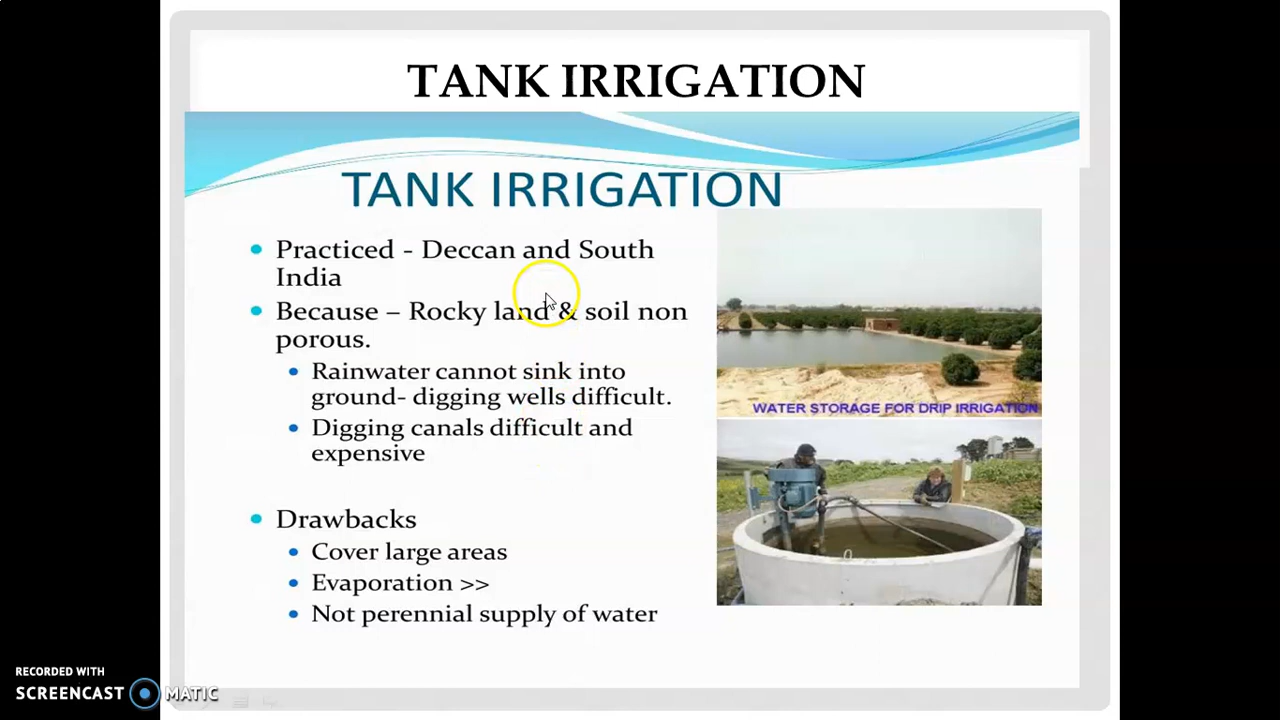 TANK IRRIGATION
TANK IRRIGATION
Practiced - Deccan and South
India
Because – Rocky land & soil non
porous.
Rainwater cannot sink into
ground- digging wells difficult.
Digging canals difficult and
expensive
Drawbacks
Cover large areas
Evaporation >>
Not perennial supply of water
WATER STORAGE FOR DRIP IRRIGATION
RECORDED WITH
SCREENCAST MATIC